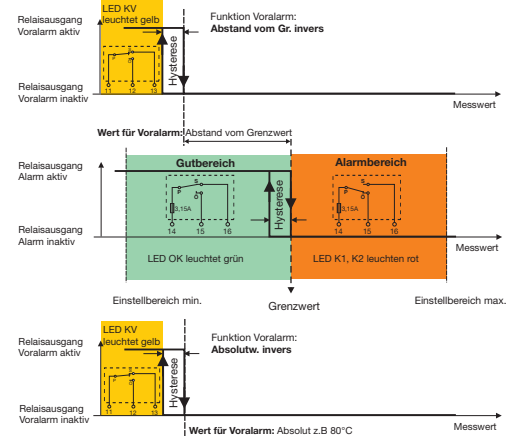 LED KV
leuchtet gelb
Relaisausgang
Voralarm aktiv
Funktion Voralarm:
Abstand vom Gr. invers
Hysterese
S
P
Ö
11 12 13
Relaisausgang
Voralarm inaktiv
Messwert
Wert für Voralarm: Abstand vom Grenzwert
Gutbereich
Alarmbereich
Relaisausgang
Alarm aktiv
Hysterese
S
P
Ö
3,15A
14 15 16
S
P
Ö
3,15A
14 15 16
Relaisausgang
Alarm inaktiv
Messwert
LED OK leuchtet grün
LED K1, K2 leuchten rot
Einstellbereich min.
Grenzwert
Einstellbereich max.
LED KV
leuchtet gelb
Relaisausgang
Voralarm aktiv
Funktion Voralarm:
Absolutw. invers
Hysterese
S
P
Ö
11 12 13
Relaisausgang
Voralarm inaktiv
Messwert
Wert für Voralarm: Absolut z.B 80°C